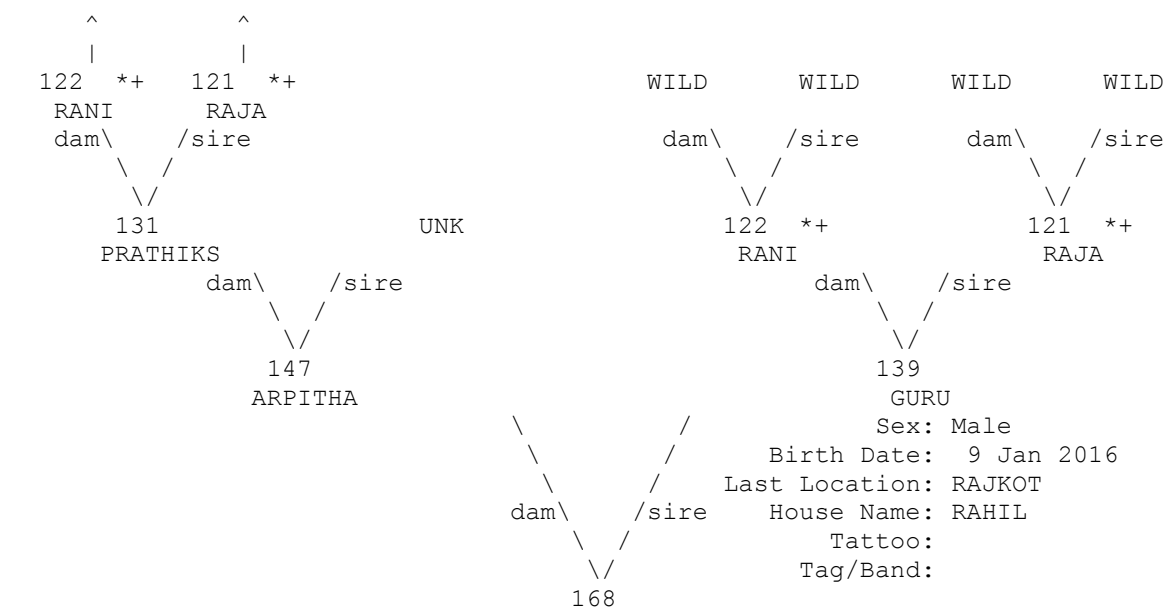 ^ ^
| |
122 *+ 121 *+ WILD WILD WILD WILD
RANI RAJA
dam\ /sire dam\ /sire dam\ /sire
\ / \ / \ /
\/ \/ \/
131 UNK 122 *+ 121 *+
PRATHIKS RANI RAJA
dam\ /sire dam\ /sire
\ / \ /
\/ \/
147 139
ARPITHA GURU
\ / Sex: Male
\ / Birth Date: 9 Jan 2016
\ / Last Location: RAJKOT
dam\ /sire House Name: RAHIL
\ / Tattoo:
\/ Tag/Band:
168